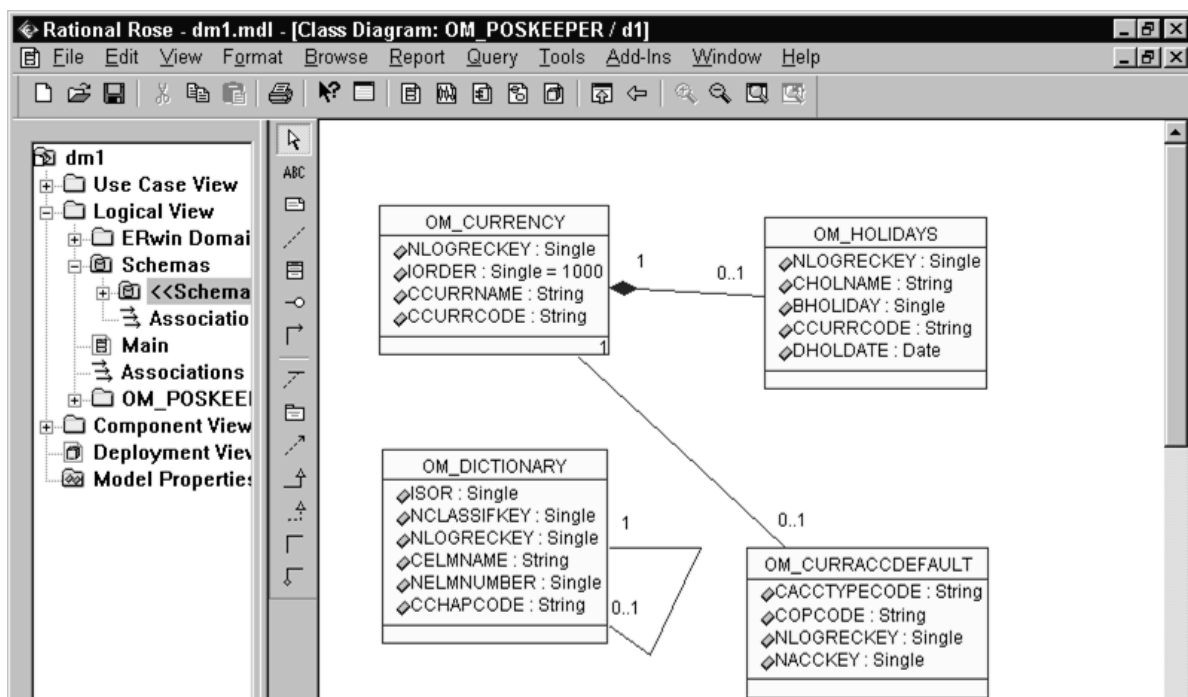 Rational Rose - dm1.mdl - [Class Diagram: OM_POSKEEPER / d1]
File Edit View Format Browse Report Query Tools Add-Ins Window Help
dm1
Use Case View
Logical View
ERwin Domai
Schemas
<<Schema
Associatio
Main
Associations
OM_POSKEE
Component View
Deployment View
Model Properties
ABC
OM_CURRENCY
NLOGRECKEY : Single
IORDER : Single = 1000
CCURRNAME : String
CCURRCODE : String
1
1
0..1
OM_HOLIDAYS
NLOGRECKEY : Single
CHOLNAME : String
BHOLIDAY : Single
CCURRCODE : String
DHOLDATE : Date
OM_DICTIONARY
ISOR : Single
NCLASSIFKEY : Single
NLOGRECKEY : Single
CELMNAME : String
NELMNUMBER : Single
CCHAPCODE : String
1
0..1
0..1
OM_CURRACCDEFAULT
CACCTYPECODE : String
COPCODE : String
NLOGRECKEY : Single
NACCKEY : Single